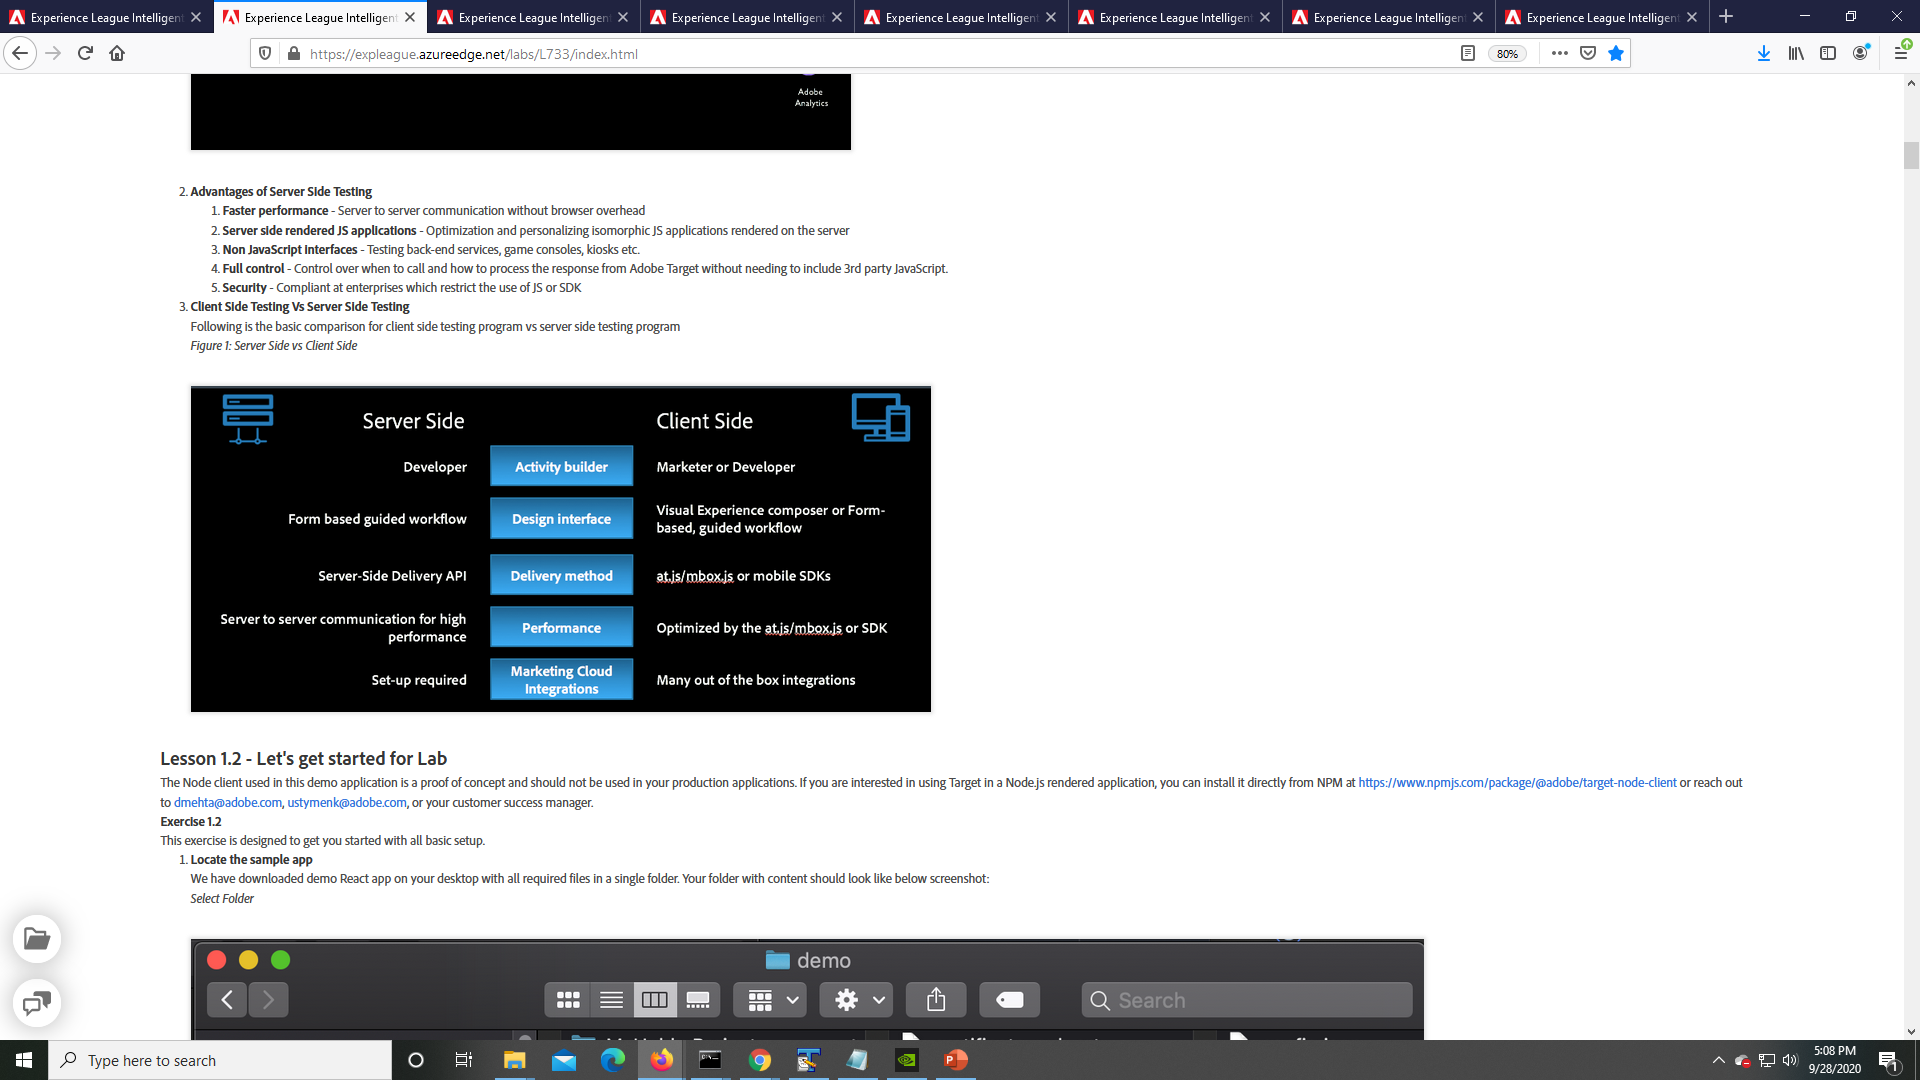 Experience League Intelligent
Experience League Intelligent
Experience League Intelligent
Experience League Intelligent
Experience League Intelligent
Experience League Intelligent
Experience League Intelligent
Experience League Intelligent
https://expleague.azureedge.net/labs/L733/index.html
80%
Adobe
Analytics
2. Advantages of Server Side Testing
1. Faster performance - Server to server communication without browser overhead
2. Server side rendered JS applications - Optimization and personalizing isomorphic JS applications rendered on the server
3. Non JavaScript Interfaces - Testing back-end services, game consoles, kiosks etc.
4. Full control - Control over when to call and how to process the response from Adobe Target without needing to include 3rd party JavaScript.
5. Security - Compliant at enterprises which restrict the use of JS or SDK
3. Client Side Testing Vs Server Side Testing
Following is the basic comparison for client side testing program vs server side testing program
Figure 1: Server Side vs Client Side
Server Side
Client Side
Developer
Activity builder
Marketer or Developer
Form based guided workflow
Design interface
Visual Experience composer or Form-
based, guided workflow
Server-Side Delivery API
Delivery method
at.js/mbox.js or mobile SDKs
Server to server communication for high
performance
Performance
Optimized by the at.js/mbox.js or SDK
Set-up required
Marketing Cloud
Integrations
Many out of the box integrations
Lesson 1.2 - Let's get started for Lab
The Node client used in this demo application is a proof of concept and should not be used in your production applications. If you are interested in using Target in a Node.js rendered application, you can install it directly from NPM at https://www.npmjs.com/package/@adobe/target-node-client or reach out
to dmehta@adobe.com, ustymenk@adobe.com, or your customer success manager.
Exercise 1.2
This exercise is designed to get you started with all basic setup.
1. Locate the sample app
We have downloaded demo React app on your desktop with all required files in a single folder. Your folder with content should look like below screenshot:
Select Folder
demo
Search
Type here to search
5:08 PM
9/28/2020
1